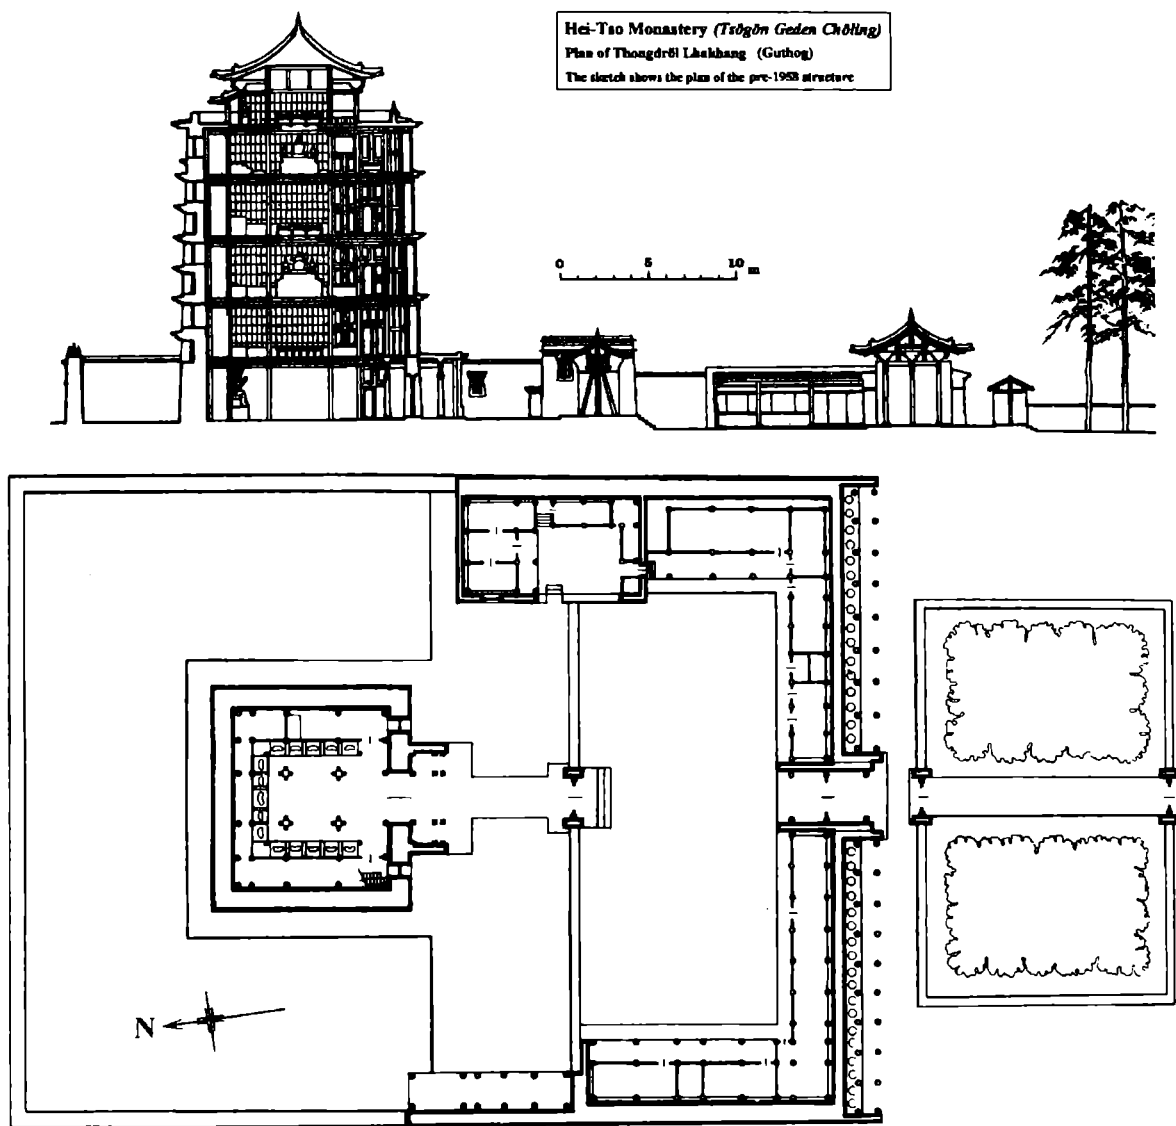 Hei-Tso Monastery (Tsögön Geden Chöling)
Plan of Thongdröl Lhakhang (Guthog)
The sketch shows the plan of the pre-1958 structure
0 5 10 m
N